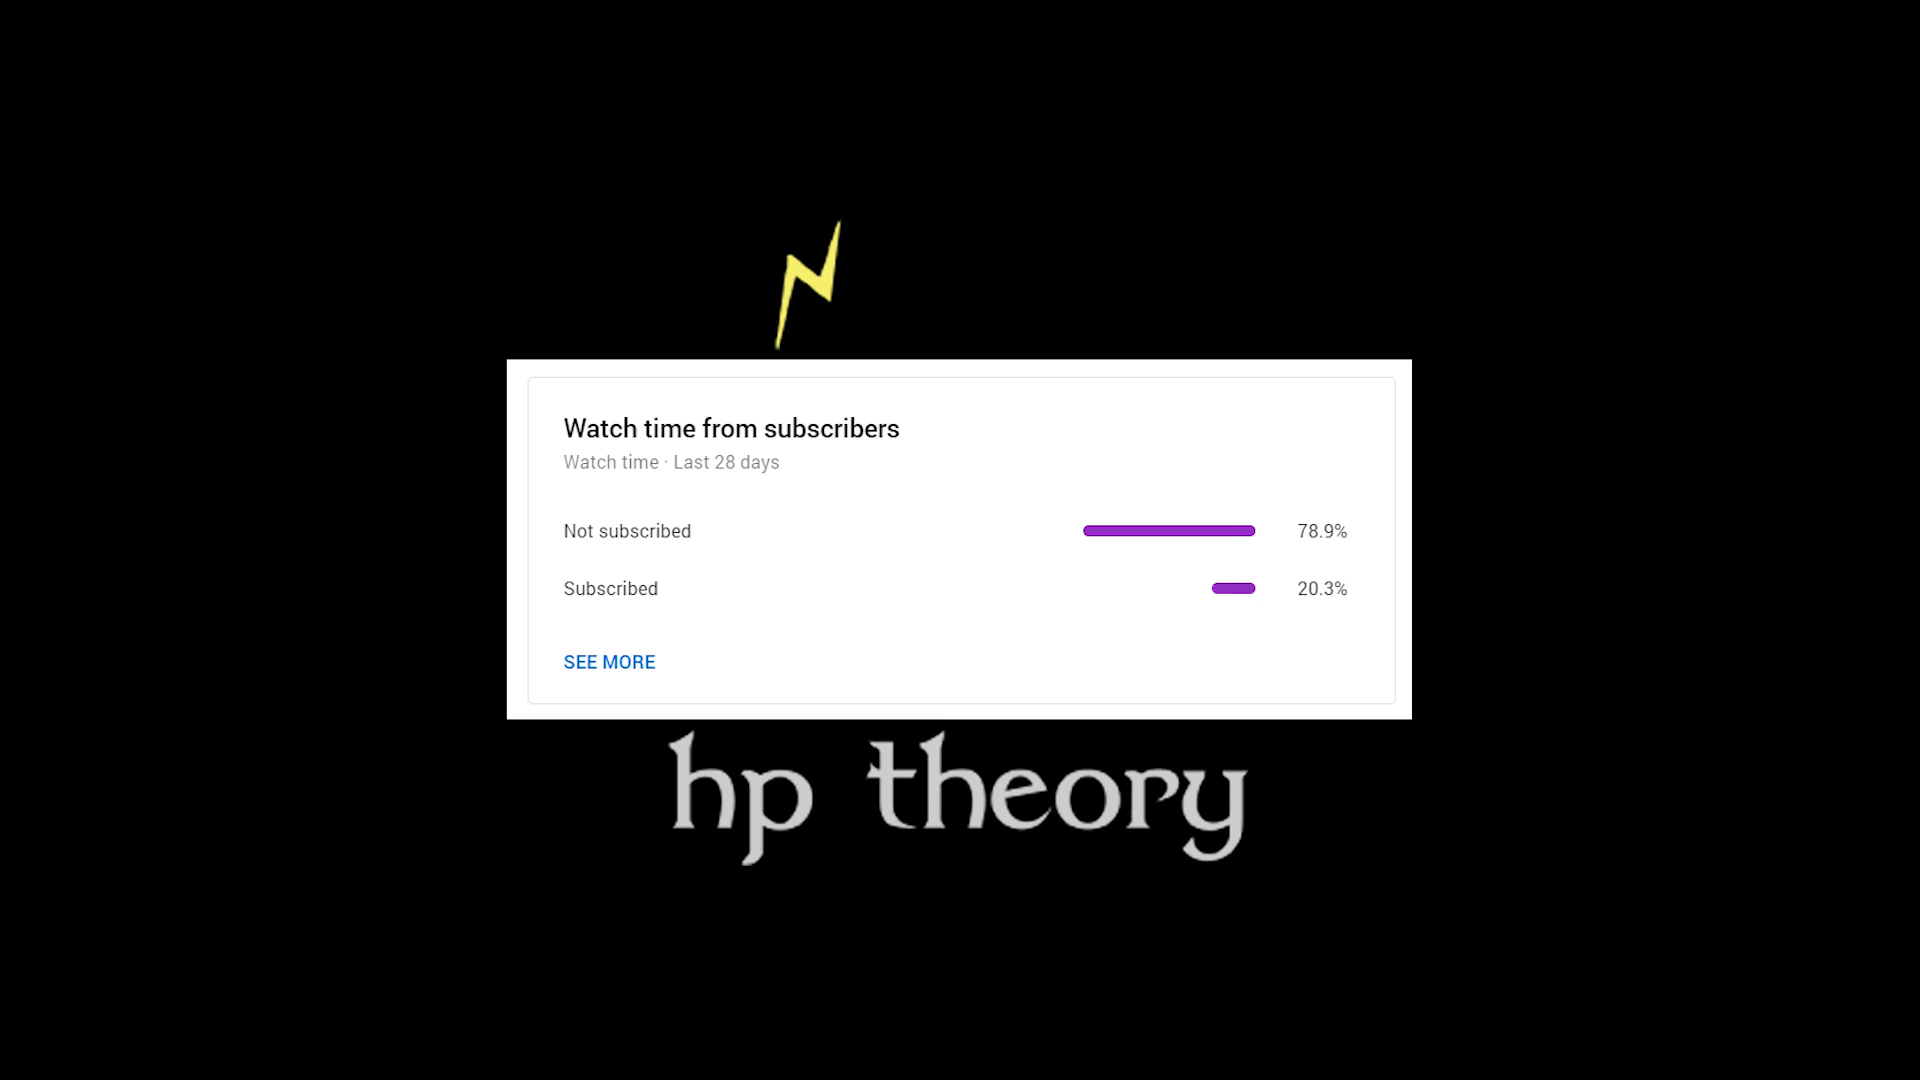 Watch time from subscribers
Watch time · Last 28 days
Not subscribed 78.9%
Subscribed 20.3%
SEE MORE
hp theory